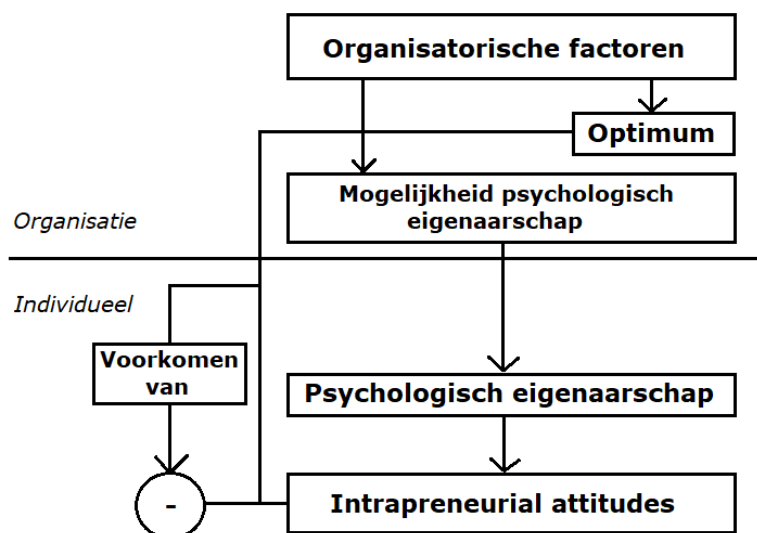 Organisatorische factoren
Optimum
Mogelijkheid psychologisch
eigenaarschap
Organisatie
Individueel
Voorkomen
van
Psychologisch eigenaarschap
Intrapreneurial attitudes
-